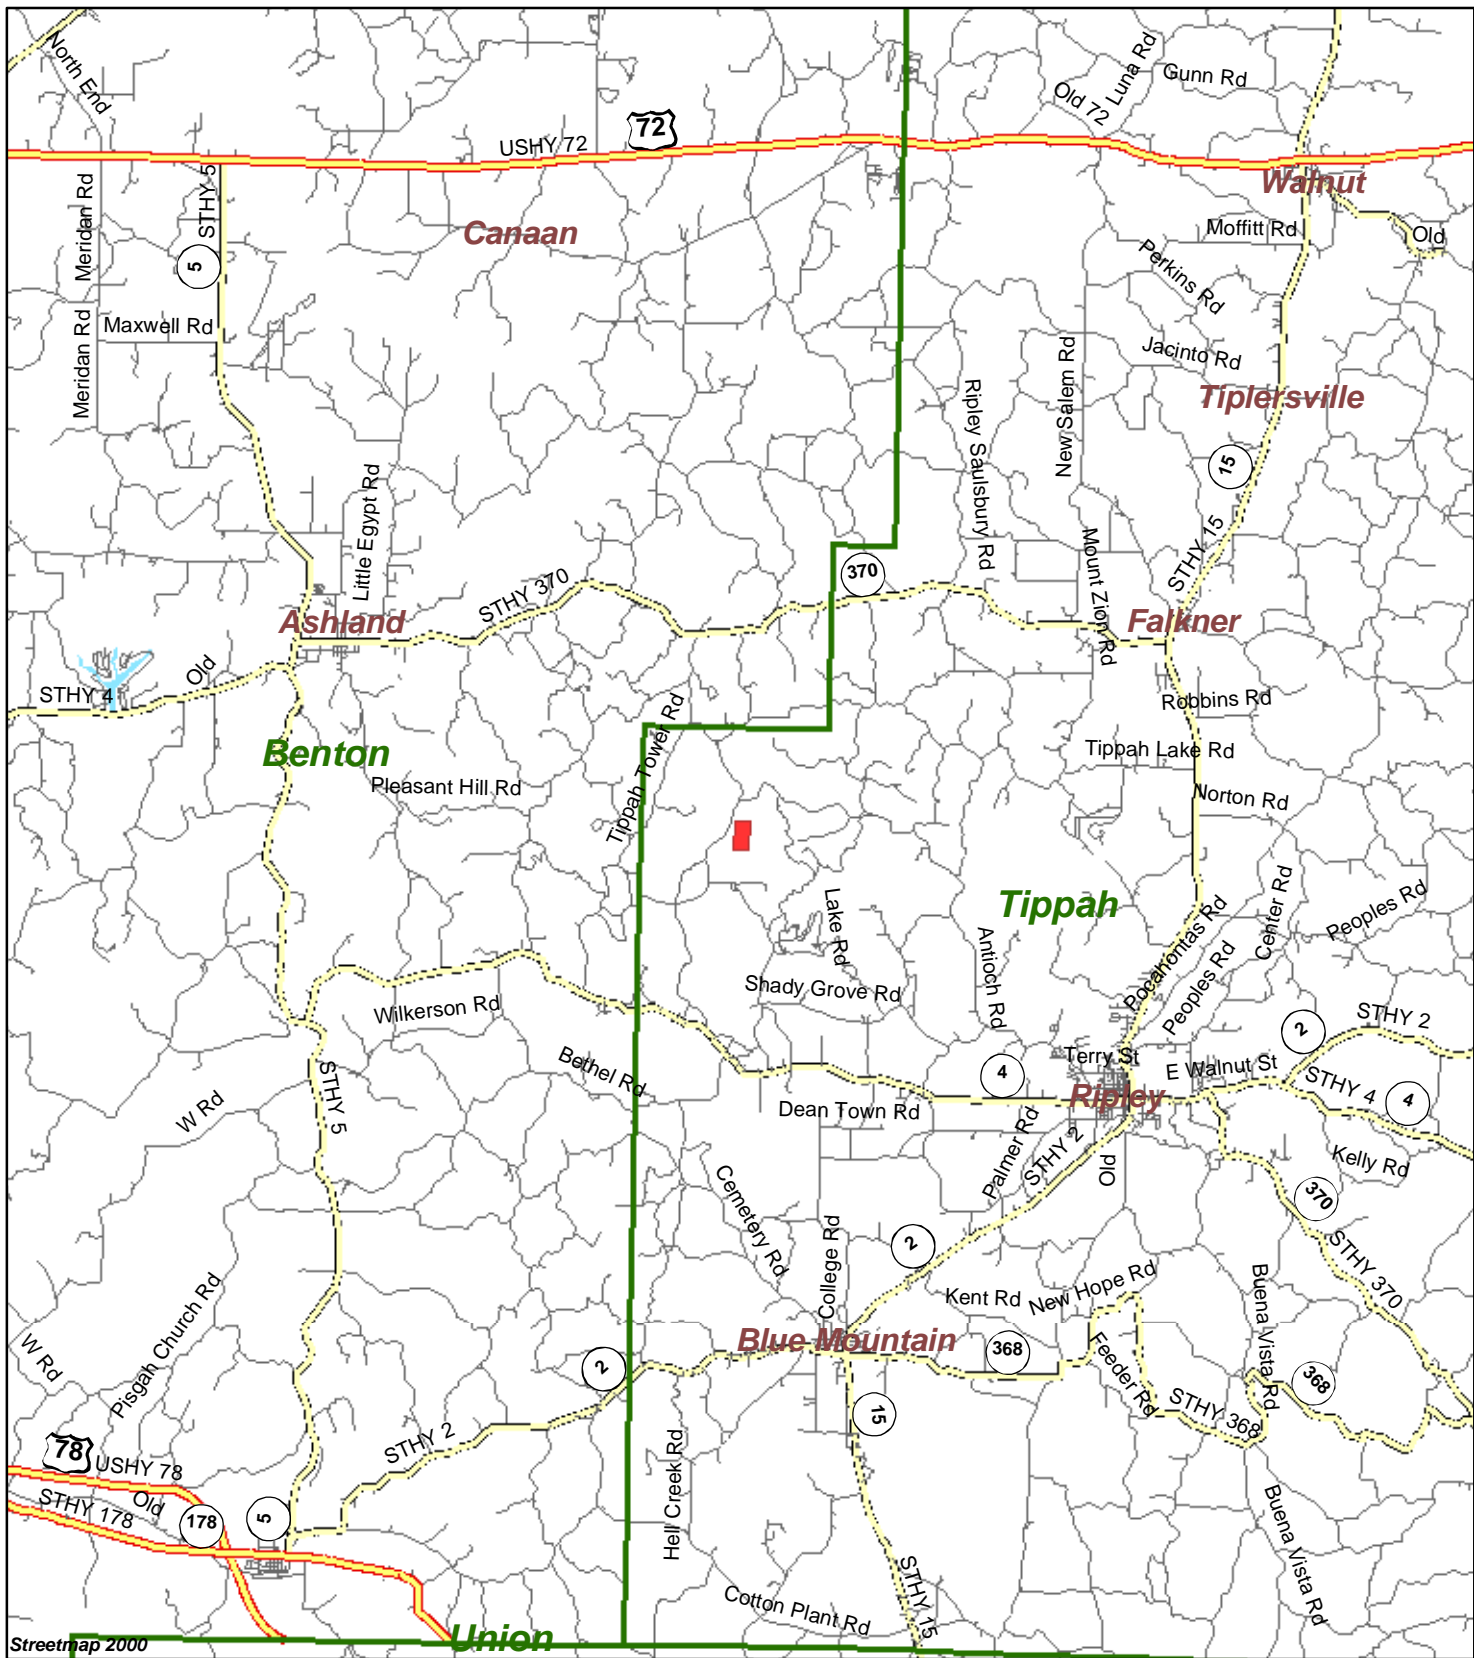 North End
Luna Rd
Gunn Rd
Old 72
72
USHY 72
STHY 5
Walnut
Meridan Rd
Canaan
Moffitt Rd
Old
5
Perkins Rd
Maxwell Rd
Meridan Rd
Jacinto Rd
New Salem Rd
Tiplersville
Ripley Saulsbury Rd
15
Little Egypt Rd
STHY 15
370
Mount Zion Rd
STHY 370
Ashland
Falkner
Old
STHY 4
Robbins Rd
Benton
Tippah Tower Rd
Tippah Lake Rd
Pleasant Hill Rd
Norton Rd
Tippah
Lake Rd
Center Rd
Peoples Rd
Antioch Rd
Pocahontas Rd
Peoples Rd
Shady Grove Rd
Wilkerson Rd
STHY 2
2
Bethel Rd
Terry St
E Walnut St
4
STHY 4
4
Ripley
STHY 5
W Rd
Dean Town Rd
Palmer Rd
STHY 2
Old
Kelly Rd
370
Cemetery Rd
College Rd
2
STHY 370
Pisgah Church Rd
Kent Rd
New Hope Rd
Buena Vista Rd
W Rd
Blue Mountain
368
2
Feeder Rd
368
15
STHY 368
STHY 2
78
USHY 78
Hell Creek Rd
STHY 178
Old
178
5
Buena Vista Rd
STHY 15
Cotton Plant Rd
Union
Streetmap 2000